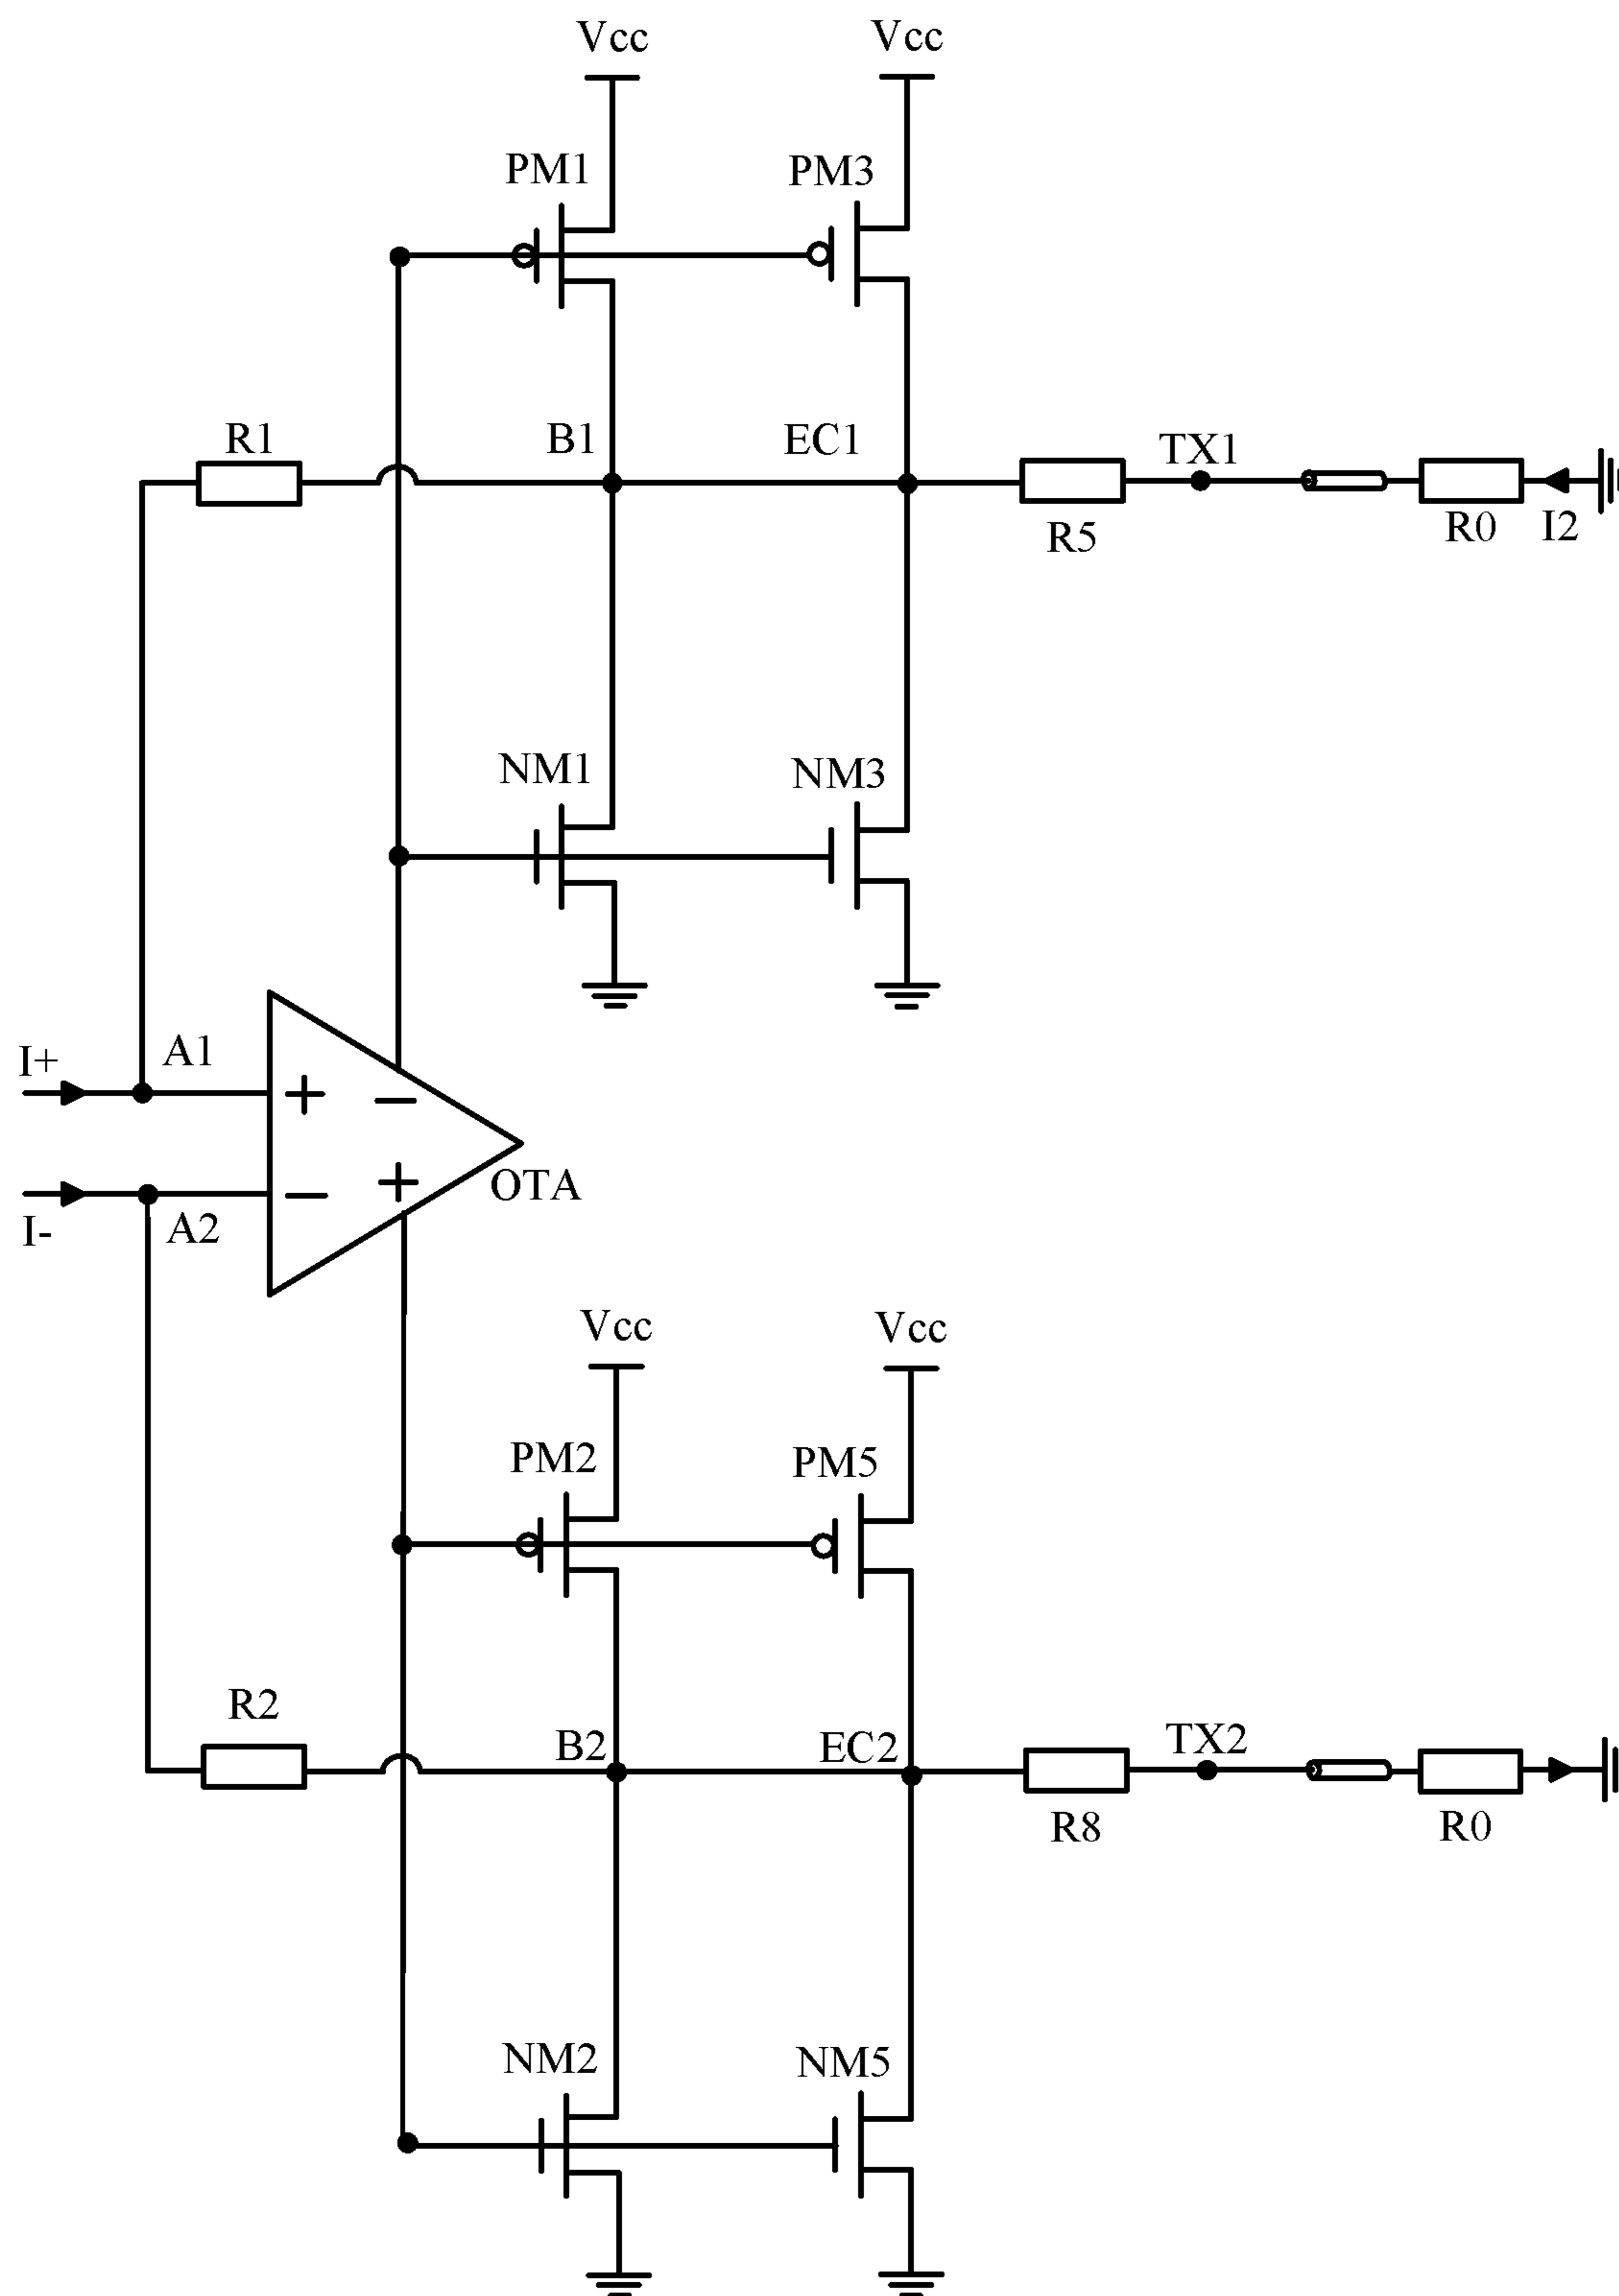 Vcc Vcc
PM1 PM3
R1 B1 EC1 TX1
R5 R0 I2
NM1 NM3
I+ A1
+ −
− + OTA
I- A2
Vcc Vcc
PM2 PM5
R2 B2 EC2 TX2
R8 R0
NM2 NM5